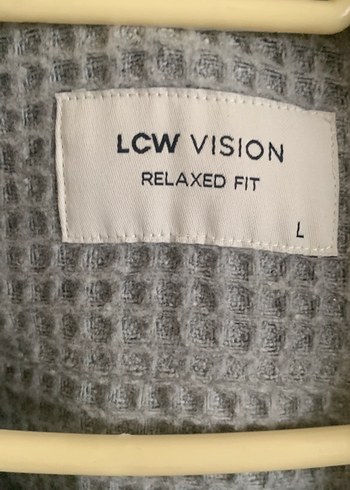 LCW VISION
RELAXED FIT
L